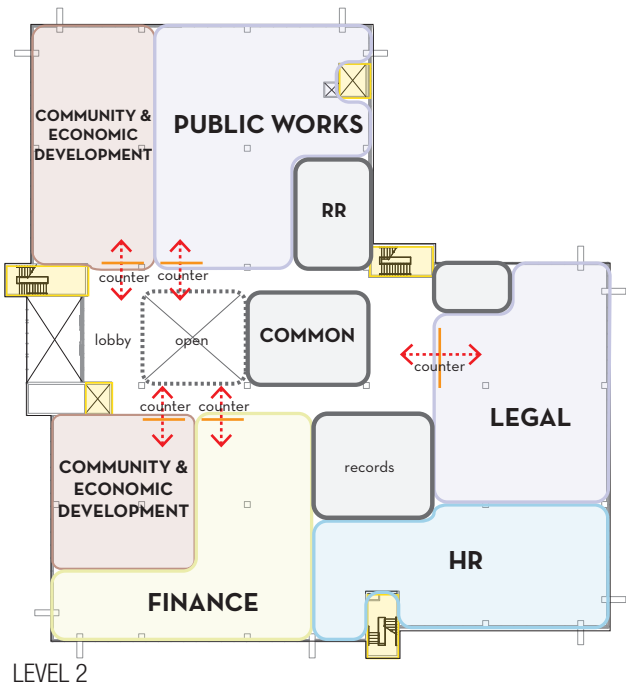 COMMUNITY &
ECONOMIC
DEVELOPMENT
PUBLIC WORKS
RR
counter
counter
lobby
open
COMMON
counter
counter
counter
LEGAL
COMMUNITY &
ECONOMIC
DEVELOPMENT
records
HR
FINANCE
LEVEL 2